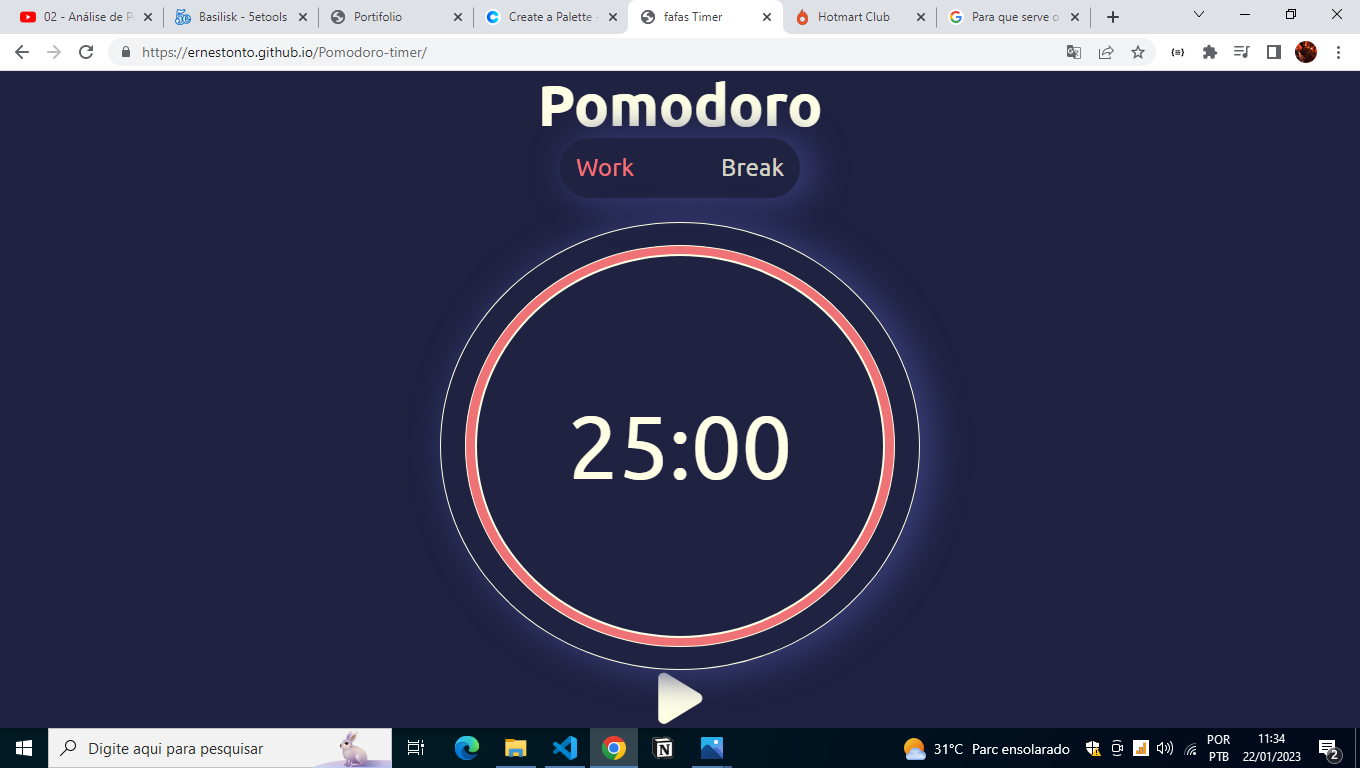 02 - Análise de P
Basilisk - 5etools
Portifolio
Create a Palette -
fafas Timer
Hotmart Club
Para que serve o
https://ernestonto.github.io/Pomodoro-timer/
Pomodoro
Work Break
25:00
Digite aqui para pesquisar
31°C Parc ensolarado
POR
PTB
11:34
22/01/2023
2